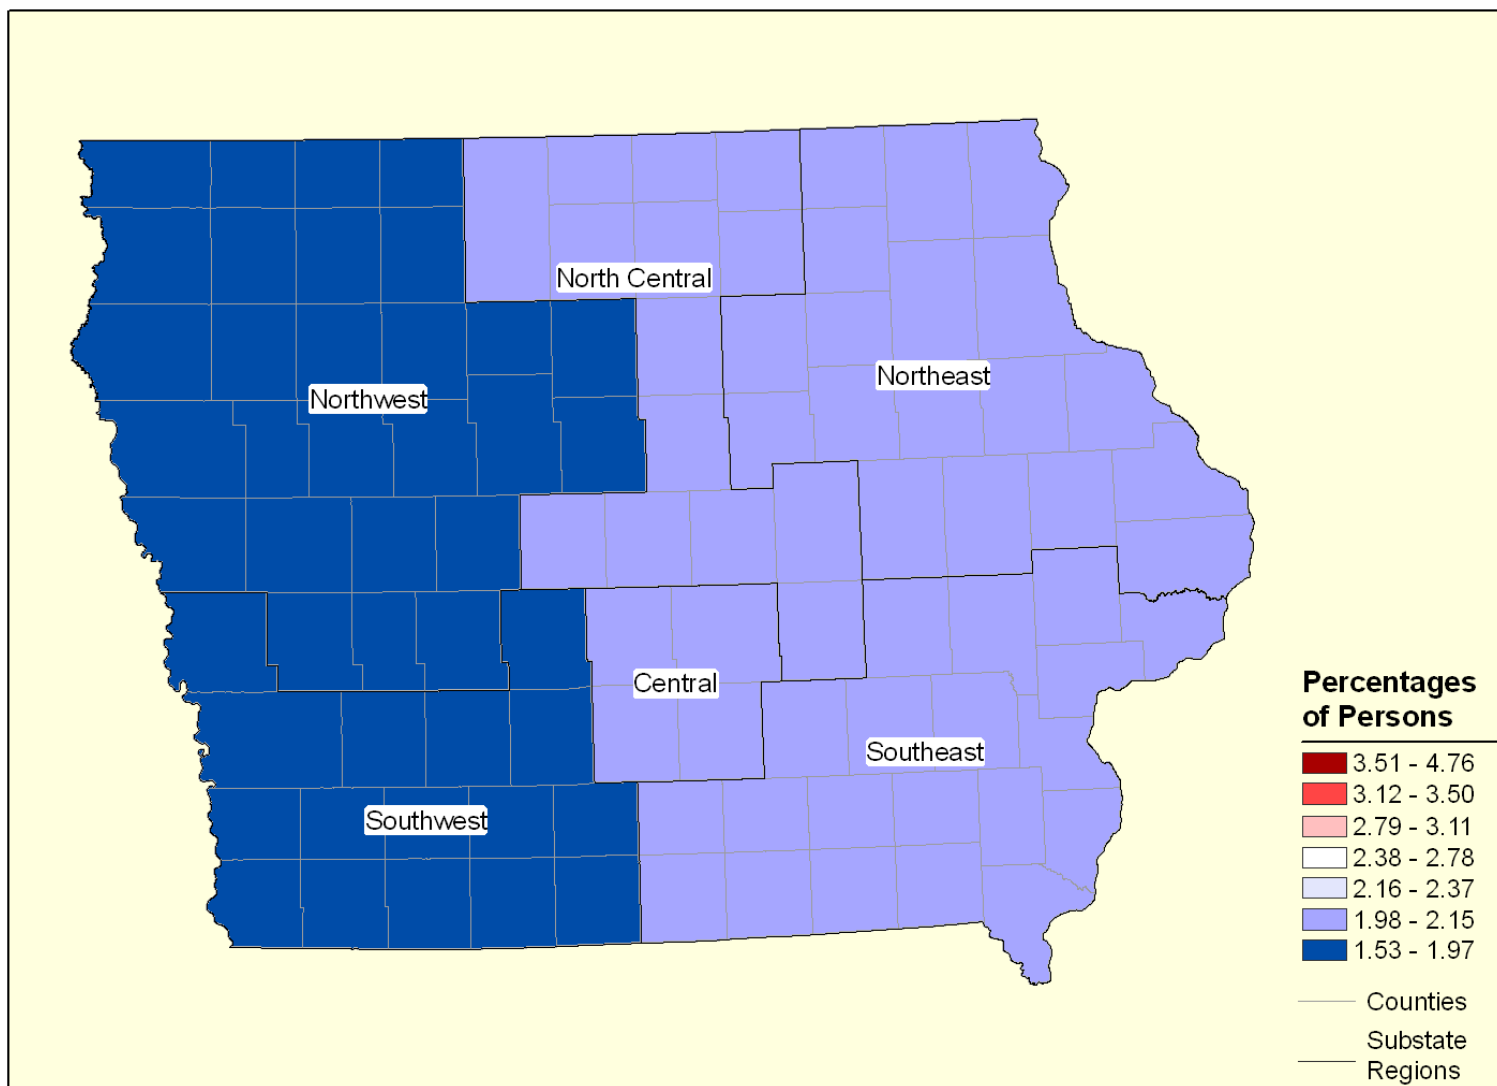 North Central
Northeast
Northwest
Central
Southeast
Southwest
Percentages
of Persons
3.51 - 4.76
3.12 - 3.50
2.79 - 3.11
2.38 - 2.78
2.16 - 2.37
1.98 - 2.15
1.53 - 1.97
Counties
Substate
Regions